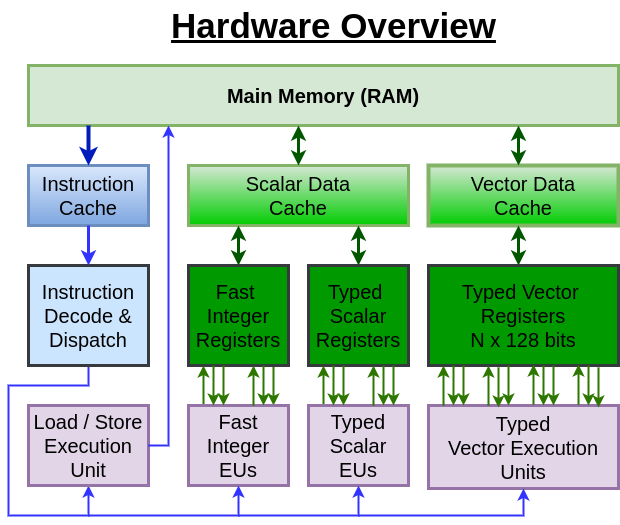 Hardware Overview
Main Memory (RAM)
Instruction
Cache
Scalar Data
Cache
Vector Data
Cache
Instruction
Decode &
Dispatch
Fast
Integer
Registers
Typed
Scalar
Registers
Typed Vector
Registers
N x 128 bits
Load / Store
Execution
Unit
Fast
Integer
EUs
Typed
Scalar
EUs
Typed
Vector Execution
Units